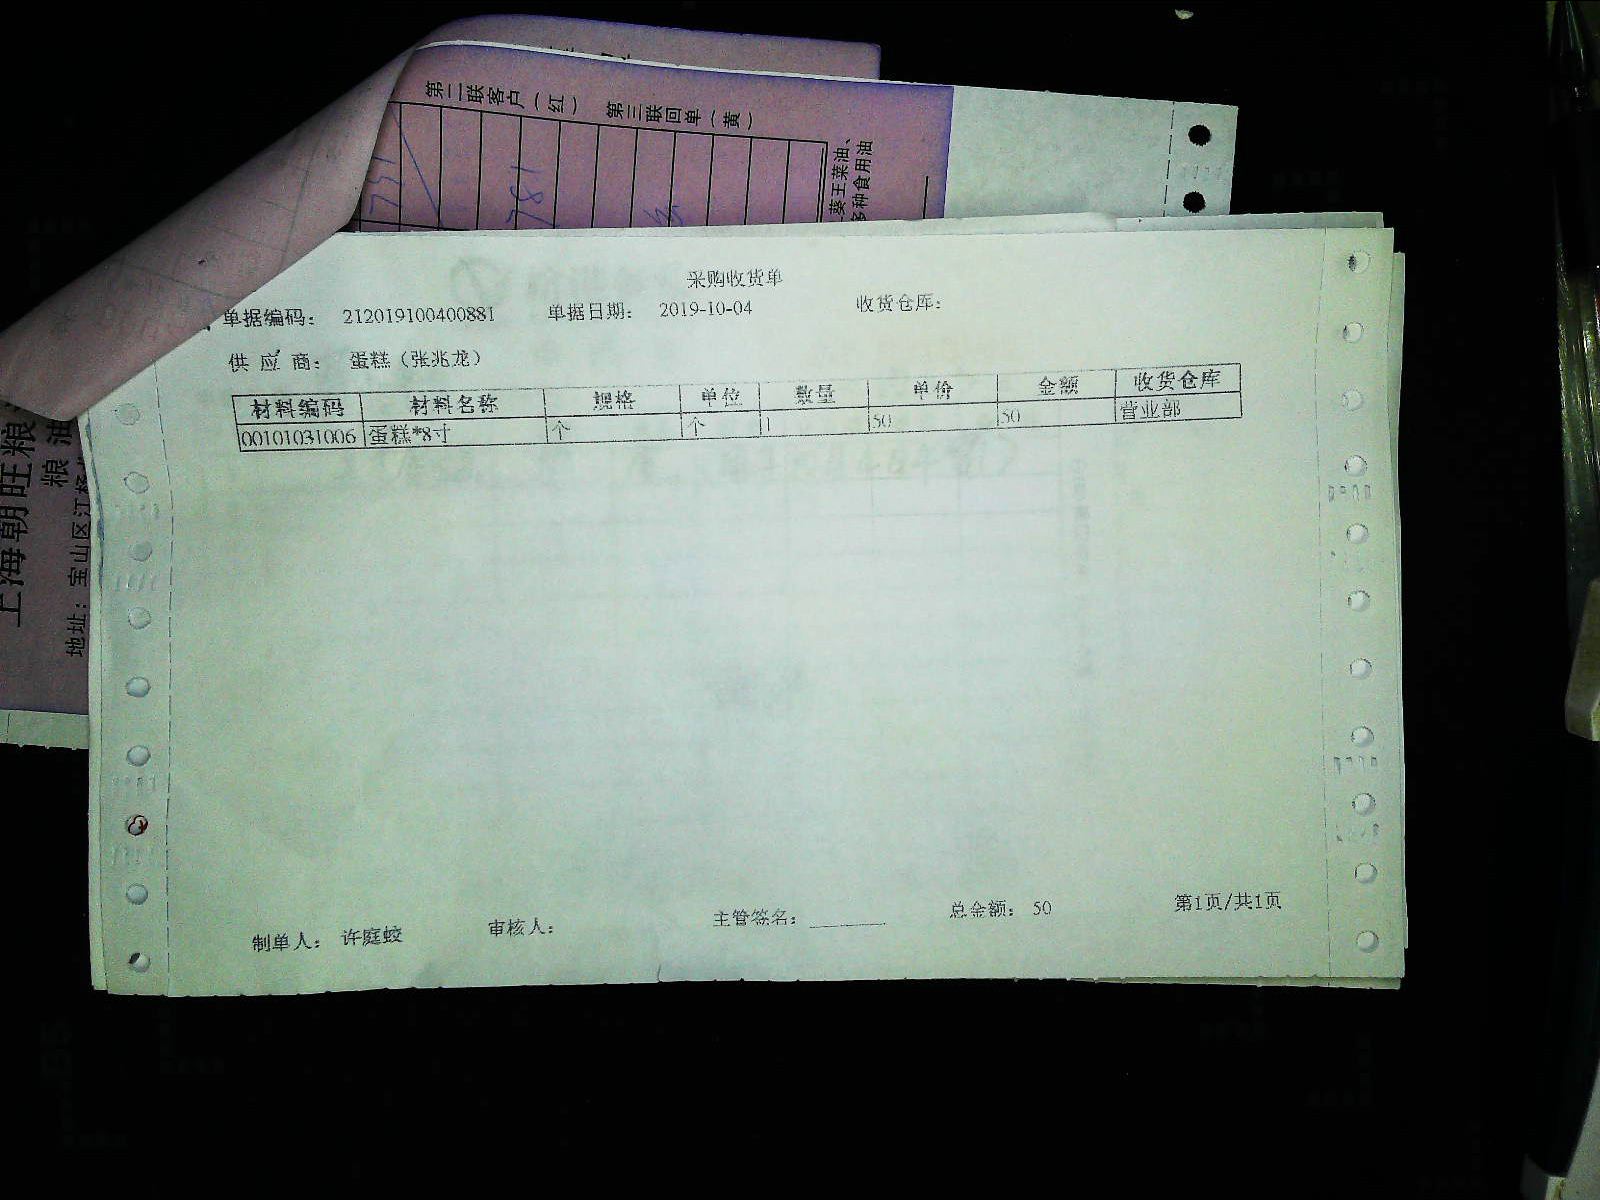 第二联客户（红） 第三联回单（黄）
葵王菜油、
多种食用油
采购收货单
单据编码： 212019100400881 单据日期： 2019-10-04 收货仓库：
供 应 商： 蛋糕（张兆龙）
材料编码 材料名称 规格 单位 数量 单价 金额 收货仓库
00101031006 蛋糕*8寸 个 个 1 50 50 营业部
制单人： 许庭蛟 审核人： 主管签名： 总金额： 50 第1页/共1页
上海朝旺粮
粮 油
地址：宝山区江杨